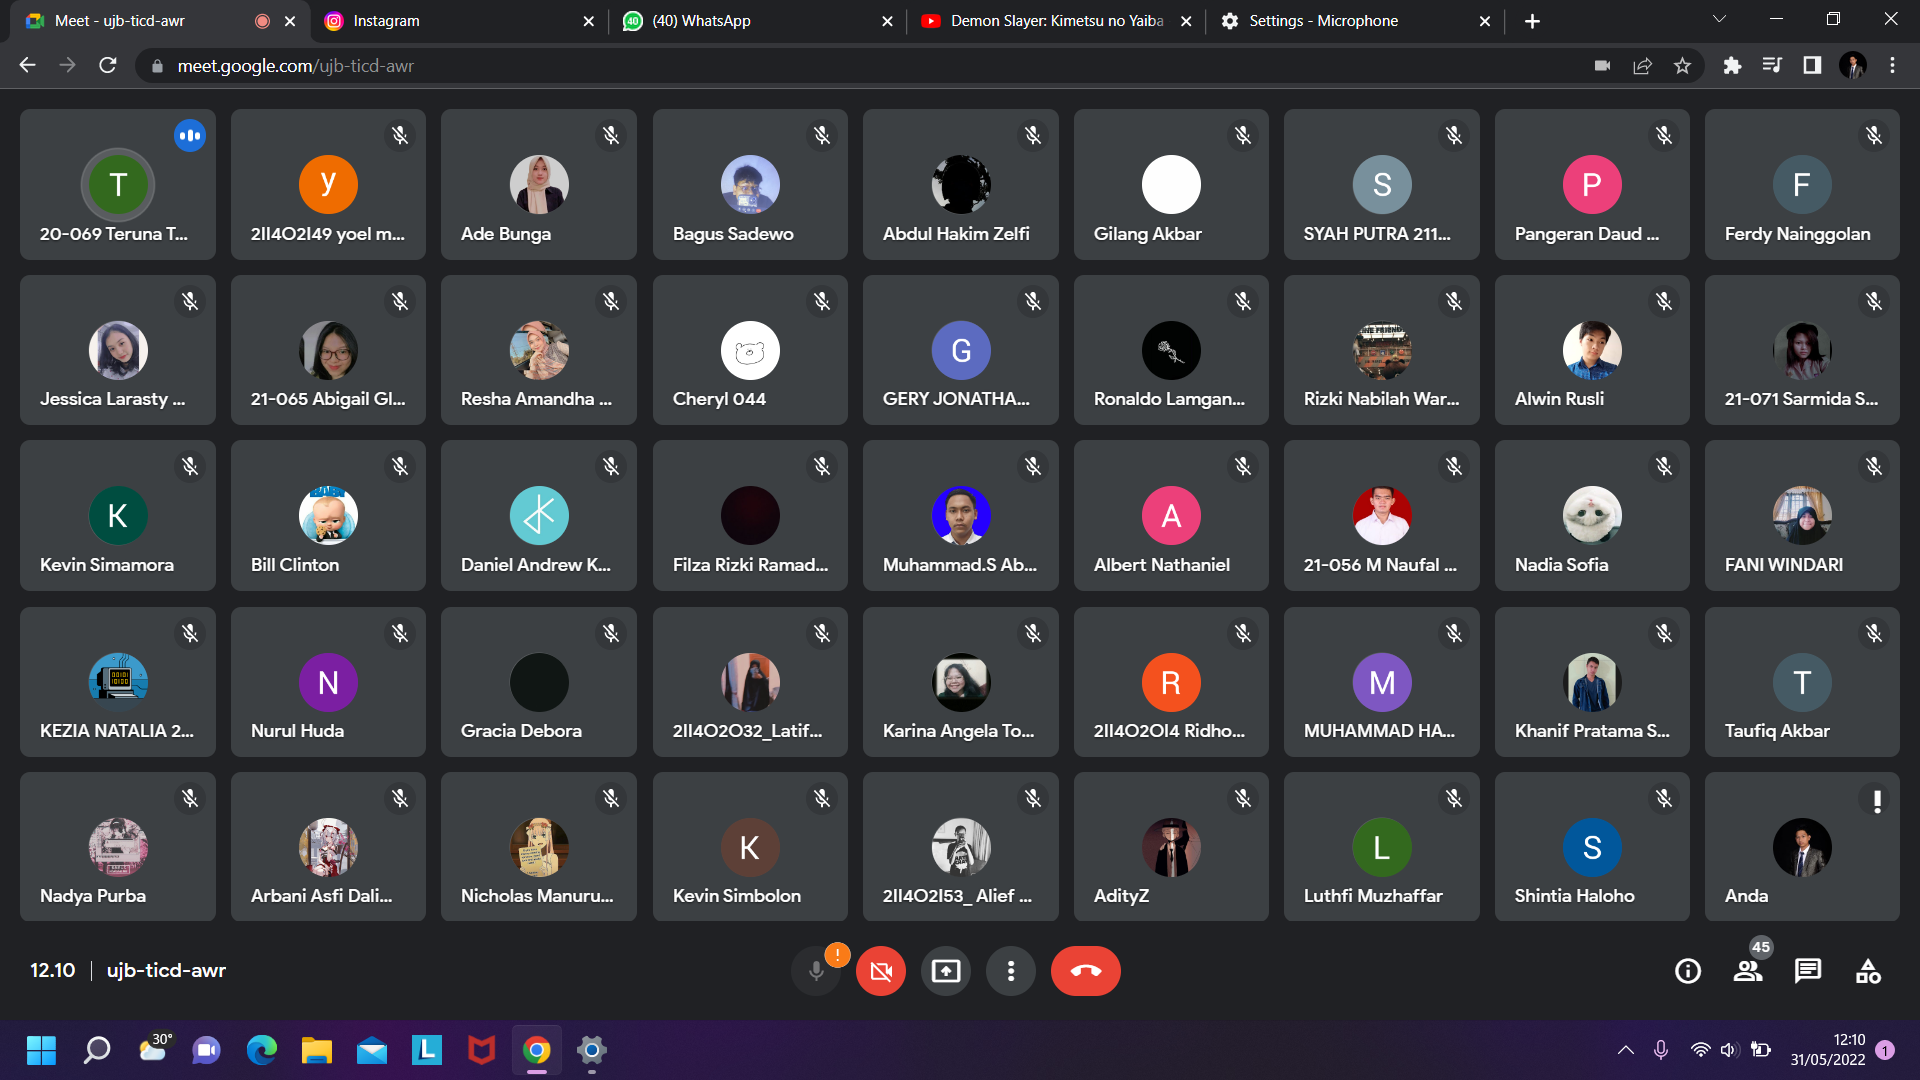 Meet - ujb-ticd-awr
Instagram
(40) WhatsApp
Demon Slayer: Kimetsu no Yaiba
Settings - Microphone
meet.google.com/ujb-ticd-awr
T
y
S
P
F
20-069 Teruna T...
211402149 yoel m...
Ade Bunga
Bagus Sadewo
Abdul Hakim Zelfi
Gilang Akbar
SYAH PUTRA 211...
Pangeran Daud ...
Ferdy Nainggolan
G
Jessica Larasty ...
21-065 Abigail Gl...
Resha Amandha ...
Cheryl 044
GERY JONATHA...
Ronaldo Lamgan...
Rizki Nabilah War...
Alwin Rusli
21-071 Sarmida S...
K
A
Kevin Simamora
Bill Clinton
Daniel Andrew K...
Filza Rizki Ramad...
Muhammad.S Ab...
Albert Nathaniel
21-056 M Naufal ...
Nadia Sofia
FANI WINDARI
N
R
M
T
KEZIA NATALIA 2...
Nurul Huda
Gracia Debora
211402032_Latif...
Karina Angela To...
211402014 Ridho...
MUHAMMAD HA...
Khanif Pratama S...
Taufiq Akbar
K
L
S
Nadya Purba
Arbani Asfi Dali...
Nicholas Manuru...
Kevin Simbolon
211402153_ Alief ...
AdityZ
Luthfi Muzhaffar
Shintia Haloho
Anda
12.10
ujb-ticd-awr
45
30°
12:10
31/05/2022
1